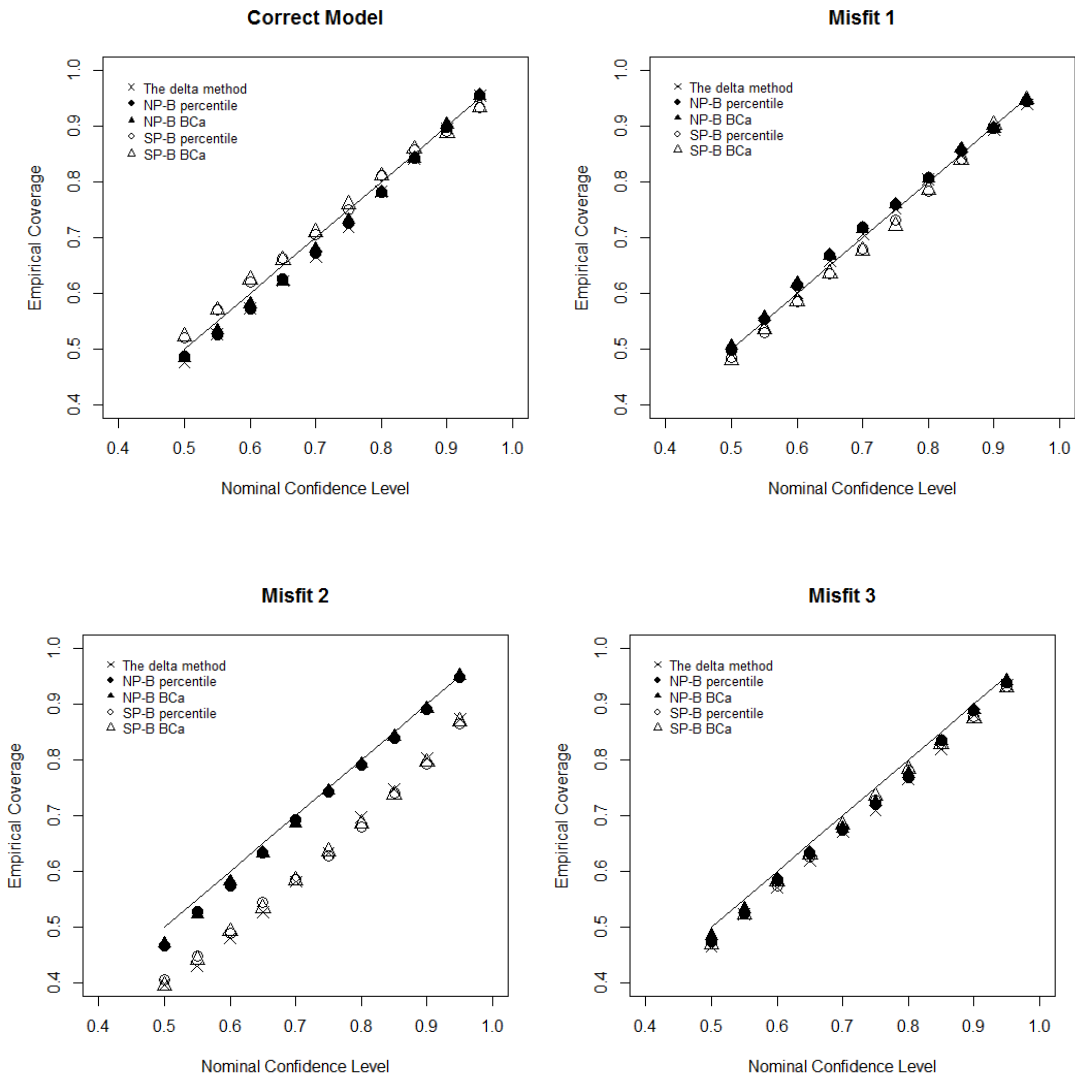 Correct Model
Empirical Coverage
1.0
0.9
0.8
0.7
0.6
0.5
0.4
The delta method
NP-B percentile
NP-B BCa
SP-B percentile
SP-B BCa
0.4 0.5 0.6 0.7 0.8 0.9 1.0
Nominal Confidence Level
Misfit 1
Empirical Coverage
1.0
0.9
0.8
0.7
0.6
0.5
0.4
The delta method
NP-B percentile
NP-B BCa
SP-B percentile
SP-B BCa
0.4 0.5 0.6 0.7 0.8 0.9 1.0
Nominal Confidence Level
Misfit 2
Empirical Coverage
1.0
0.9
0.8
0.7
0.6
0.5
0.4
The delta method
NP-B percentile
NP-B BCa
SP-B percentile
SP-B BCa
0.4 0.5 0.6 0.7 0.8 0.9 1.0
Nominal Confidence Level
Misfit 3
Empirical Coverage
1.0
0.9
0.8
0.7
0.6
0.5
0.4
The delta method
NP-B percentile
NP-B BCa
SP-B percentile
SP-B BCa
0.4 0.5 0.6 0.7 0.8 0.9 1.0
Nominal Confidence Level